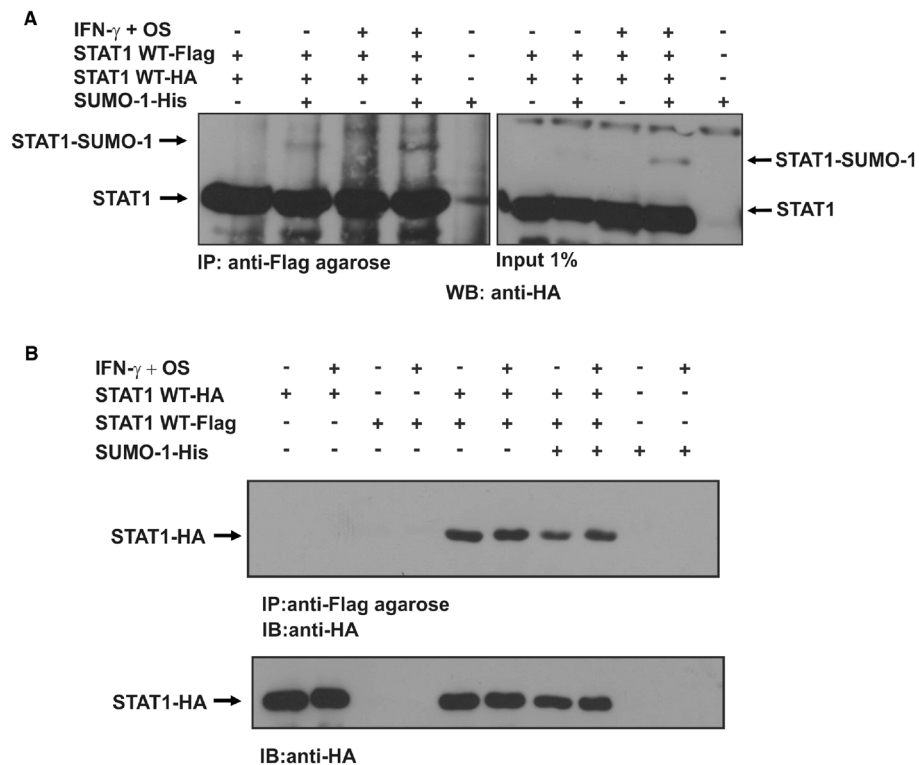 A
IFN-γ + OS - - + + - - - + + -
STAT1 WT-Flag + + + + - + + + + -
STAT1 WT-HA + + + + - + + + + -
SUMO-1-His - + - + + - + - + +
STAT1-SUMO-1
STAT1-SUMO-1
STAT1
STAT1
IP: anti-Flag agarose
Input 1%
WB: anti-HA
B
IFN-γ + OS - + - + - + - + - +
STAT1 WT-HA + + - - + + + + - -
STAT1 WT-Flag - - + + + + + + - -
SUMO-1-His - - - - - - + + + +
STAT1-HA
IP:anti-Flag agarose
IB:anti-HA
STAT1-HA
IB:anti-HA